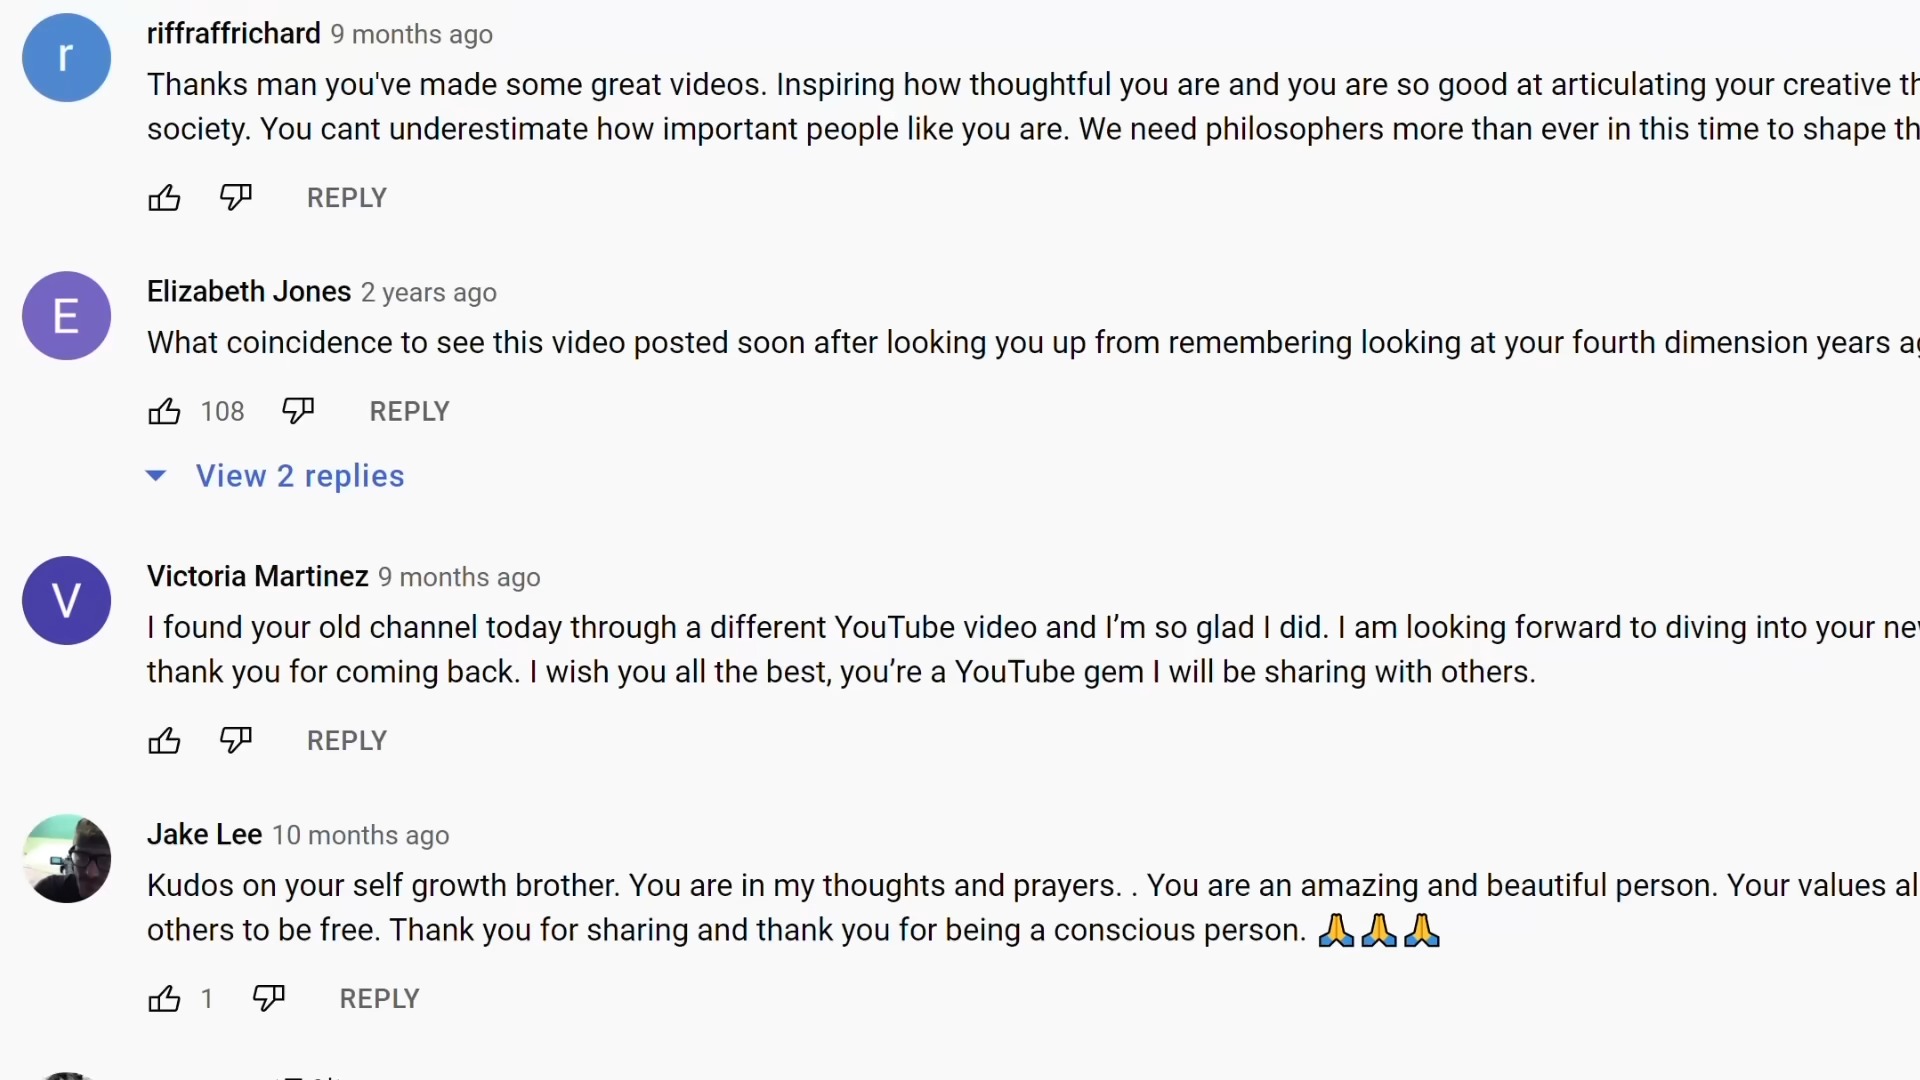 r
riffraffrichard 9 months ago
Thanks man you've made some great videos. Inspiring how thoughtful you are and you are so good at articulating your creative
society. You cant underestimate how important people like you are. We need philosophers more than ever in this time to shape
REPLY
E
Elizabeth Jones 2 years ago
What coincidence to see this video posted soon after looking you up from remembering looking at your fourth dimension years
108 REPLY
View 2 replies
V
Victoria Martinez 9 months ago
I found your old channel today through a different YouTube video and I’m so glad I did. I am looking forward to diving into your
thank you for coming back. I wish you all the best, you’re a YouTube gem I will be sharing with others.
REPLY
Jake Lee 10 months ago
Kudos on your self growth brother. You are in my thoughts and prayers. . You are an amazing and beautiful person. Your values
others to be free. Thank you for sharing and thank you for being a conscious person. 🙏🙏🙏
1 REPLY